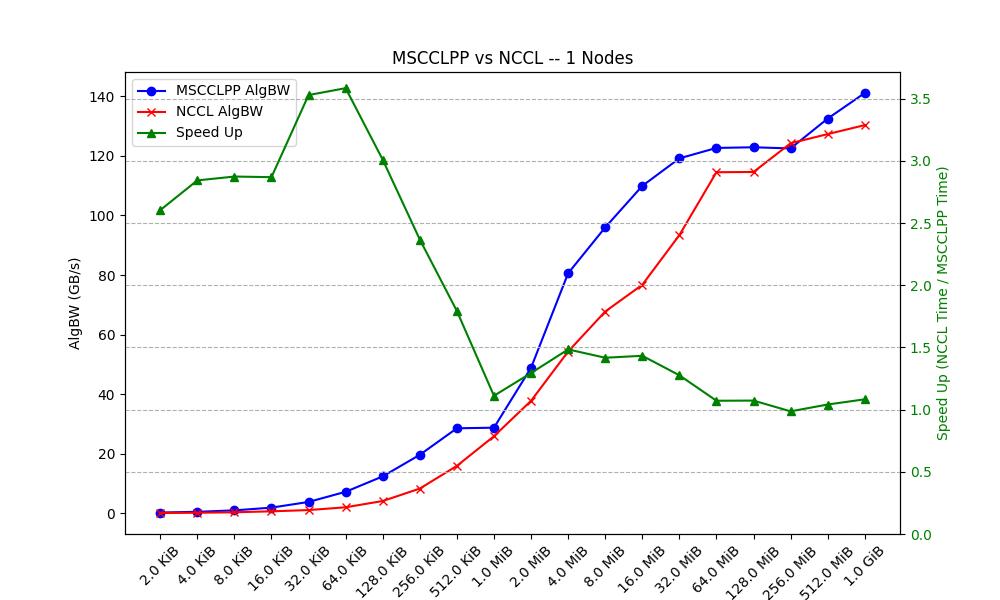 MSCCLPP vs NCCL -- 1 Nodes
MSCCLPP AlgBW
NCCL AlgBW
Speed Up
AlgBW (GB/s)
140
120
100
80
60
40
20
0
3.5
3.0
2.5
2.0
1.5
1.0
0.5
0.0
Speed Up (NCCL Time / MSCCLPP Time)
2.0 KiB
4.0 KiB
8.0 KiB
16.0 KiB
32.0 KiB
64.0 KiB
128.0 KiB
256.0 KiB
512.0 KiB
1.0 MiB
2.0 MiB
4.0 MiB
8.0 MiB
16.0 MiB
32.0 MiB
64.0 MiB
128.0 MiB
256.0 MiB
512.0 MiB
1.0 GiB